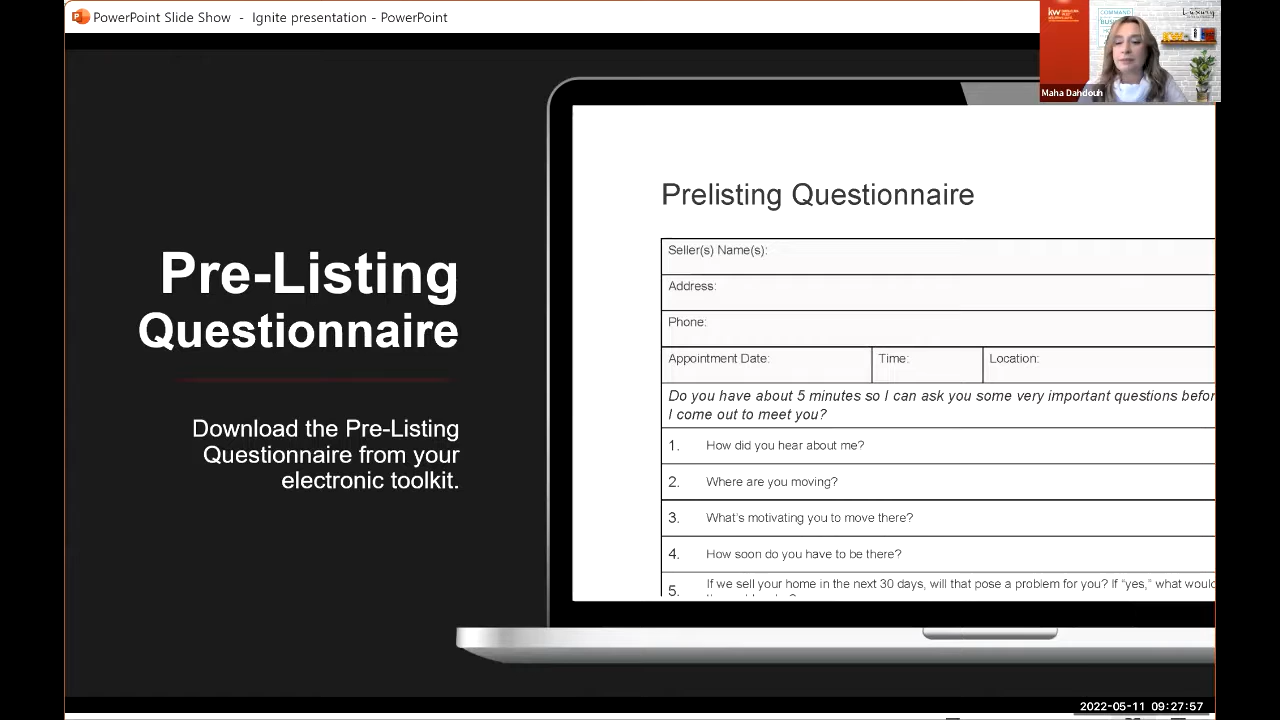 PowerPoint Slide Show - Ignite presentation - PowerPoint
kw
COMMAND
Luxury
Maha Dahdouh
Pre-Listing
Questionnaire
Download the Pre-Listing
Questionnaire from your
electronic toolkit.
Prelisting Questionnaire
Seller(s) Name(s):
Address:
Phone:
Appointment Date: Time: Location:
Do you have about 5 minutes so I can ask you some very important questions
I come out to meet you?
1. How did you hear about me?
2. Where are you moving?
3. What's motivating you to move there?
4. How soon do you have to be there?
5. If we sell your home in the next 30 days, will that pose a problem for you? If “yes,” what
2022-05-11 09:27:57